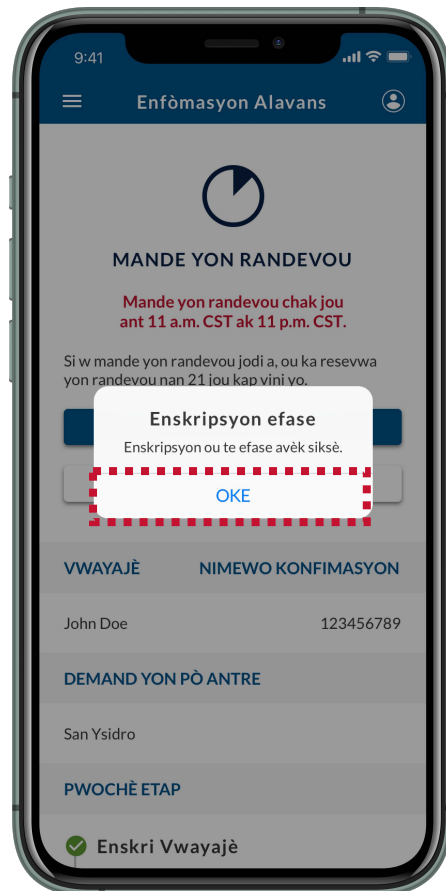 9:41
Enfòmasyon Alavans
MANDE YON RANDEVOU
Mande yon randevou chak jou
ant 11 a.m. CST ak 11 p.m. CST.
Si w mande yon randevou jodi a, ou ka resevwa
yon randevou nan 21 jou kap vini yo.
Enskripsyon efase
Enskripsyon ou te efase avèk siksè.
OKE
VWAYAJÈ NIMEWO KONFIMASYON
John Doe 123456789
DEMAND YON PÒ ANTRE
San Ysidro
PWOCHÈ ETAP
Enskri Vwayajè